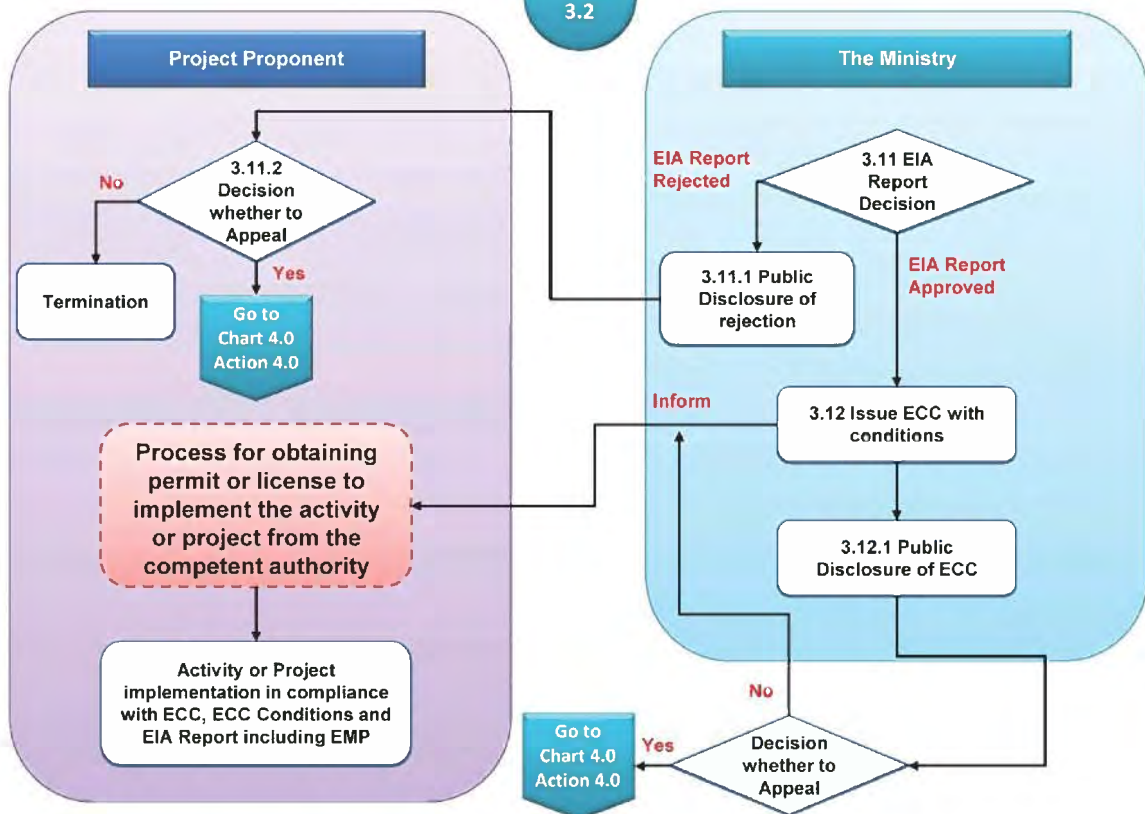 3.2
Project Proponent
The Ministry
3.11.2
Decision
whether to
Appeal
No
Yes
Termination
Go to
Chart 4.0
Action 4.0
EIA Report
Rejected
3.11 EIA
Report
Decision
3.11.1 Public
Disclosure of
rejection
EIA Report
Approved
Inform
3.12 Issue ECC with
conditions
Process for obtaining
permit or license to
implement the activity
or project from the
competent authority
3.12.1 Public
Disclosure of ECC
Activity or Project
implementation in compliance
with ECC, ECC Conditions and
EIA Report including EMP
No
Decision
whether to
Appeal
Yes
Go to
Chart 4.0
Action 4.0